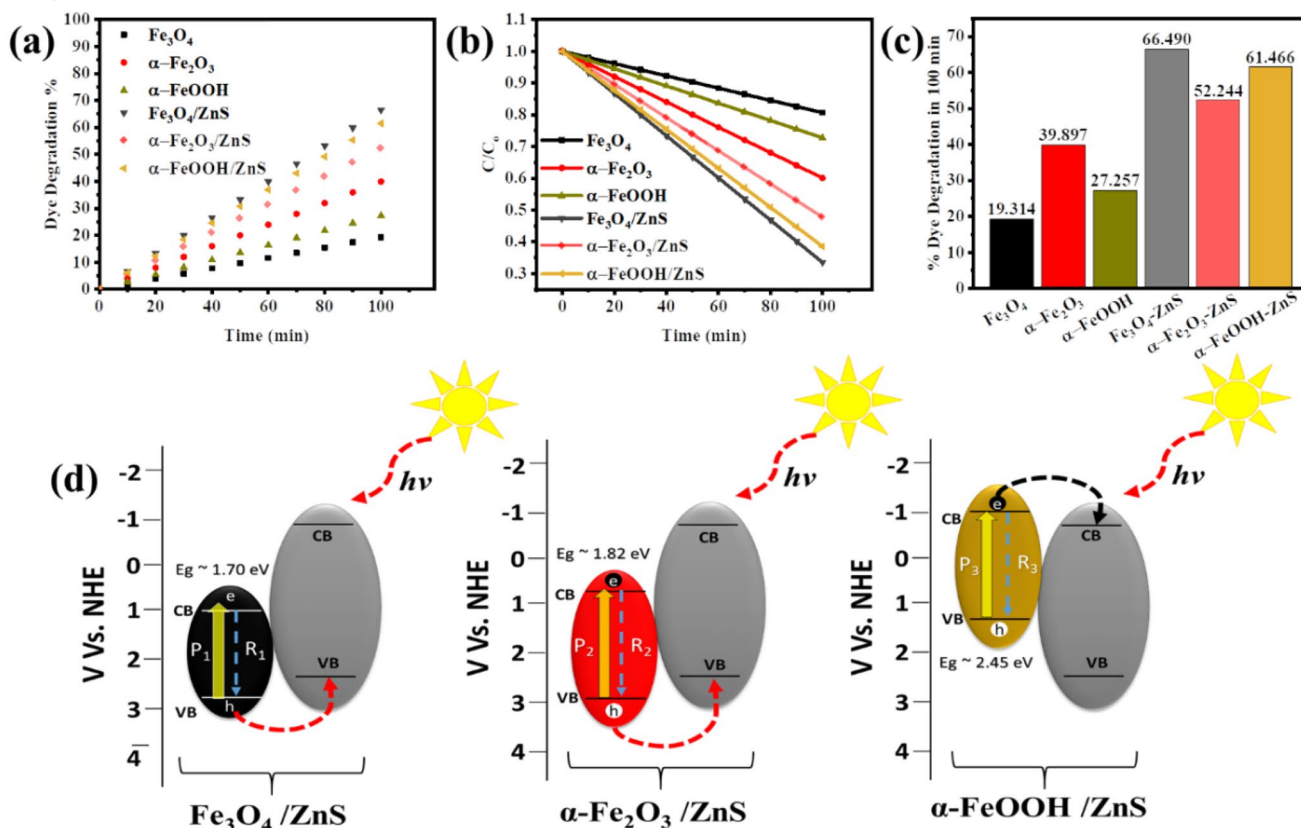 (a)
100
90
80
70
60
50
40
30
20
10
0
Dye Degradation %
Fe₃O₄
α–Fe₂O₃
α–FeOOH
Fe₃O₄/ZnS
α–Fe₂O₃/ZnS
α–FeOOH/ZnS
0 20 40 60 80 100
Time (min)
(b)
1.1
1.0
0.9
0.8
0.7
0.6
0.5
0.4
0.3
C/Cₒ
Fe₃O₄
α–Fe₂O₃
α–FeOOH
Fe₃O₄/ZnS
α–Fe₂O₃/ZnS
α–FeOOH/ZnS
0 20 40 60 80 100
Time (min)
(c)
70
60
50
40
30
20
10
0
% Dye Degradation in 100 min
19.314
39.897
27.257
66.490
52.244
61.466
Fe₃O₄
α–Fe₂O₃
α–FeOOH
Fe₃O₄-ZnS
α–Fe₂O₃-ZnS
α–FeOOH-ZnS
(d)
V Vs. NHE
-2
-1
0
1
2
3
4
hν
Eg ~ 1.70 eV
CB
e
P₁
R₁
VB
h
CB
VB
Fe₃O₄ /ZnS
V Vs. NHE
-2
-1
0
1
2
3
4
hν
Eg ~ 1.82 eV
CB
e
P₂
R₂
VB
h
CB
VB
α-Fe₂O₃ /ZnS
V Vs. NHE
-2
-1
0
1
2
3
4
hν
e
CB
P₃
R₃
VB
h
Eg ~ 2.45 eV
CB
VB
α-FeOOH /ZnS